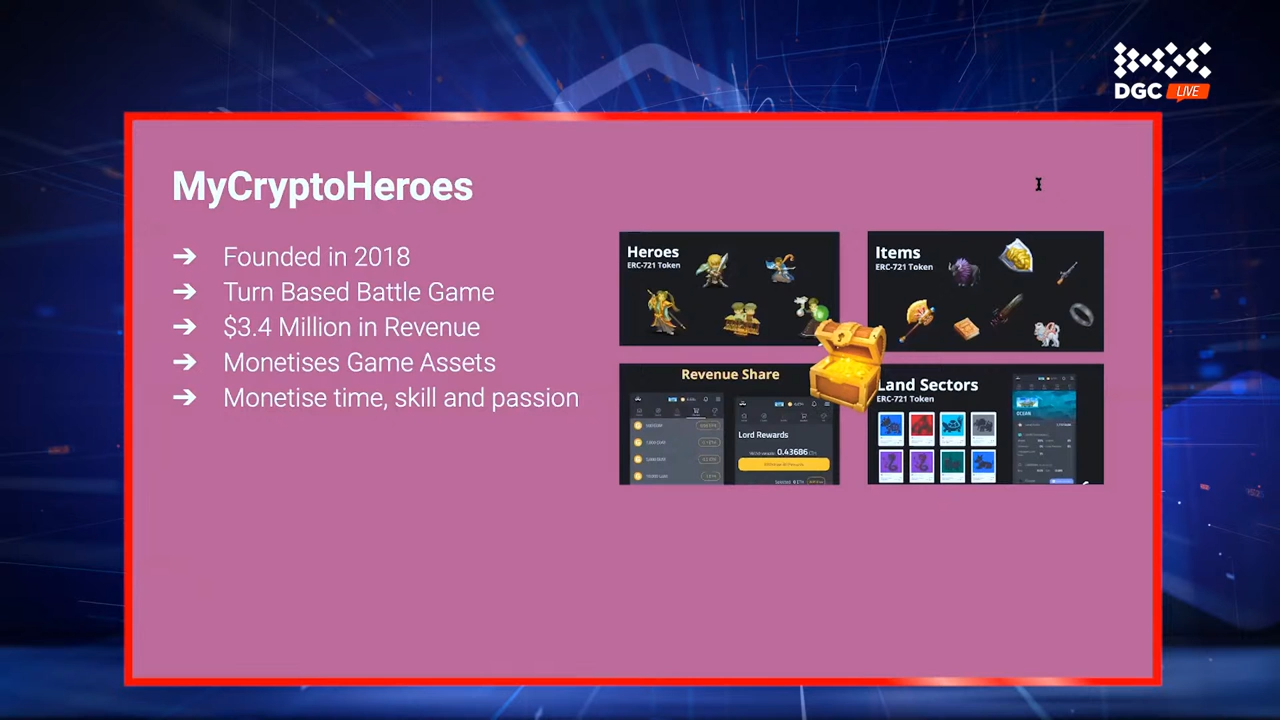 DGC LIVE
MyCryptoHeroes
➔ Founded in 2018
➔ Turn Based Battle Game
➔ $3.4 Million in Revenue
➔ Monetises Game Assets
➔ Monetise time, skill and passion
Heroes
ERC-721 Token
Items
ERC-721 Token
Revenue Share
Lord Rewards
0.43686
Land Sectors
ERC-721 Token
OCEAN